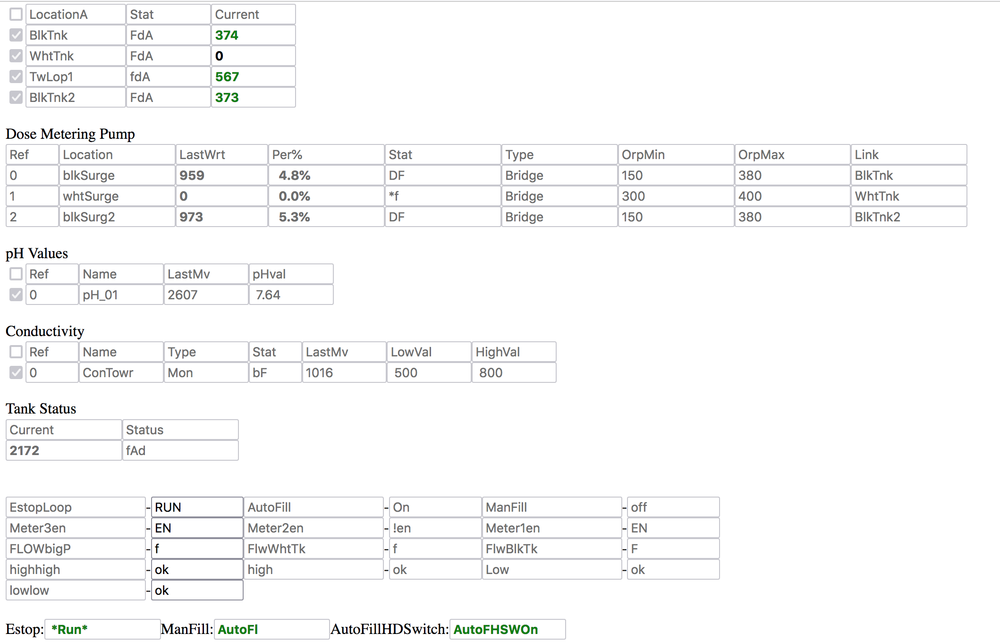 LocationA Stat Current
BlkTnk FdA 374
WhtTnk FdA 0
TwLop1 fdA 567
BlkTnk2 FdA 373
Dose Metering Pump
Ref Location LastWrt Per% Stat Type OrpMin OrpMax Link
0 blkSurge 959 4.8% DF Bridge 150 380 BlkTnk
1 whtSurge 0 0.0% *f Bridge 300 400 WhtTnk
2 blkSurg2 973 5.3% DF Bridge 150 380 BlkTnk2
pH Values
Ref Name LastMv pHval
0 pH_01 2607 7.64
Conductivity
Ref Name Type Stat LastMv LowVal HighVal
0 ConTowr Mon bF 1016 500 800
Tank Status
Current Status
2172 fAd
EstopLoop - RUN AutoFill - On ManFill - off
Meter3en - EN Meter2en - !en Meter1en - EN
FLOWbigP - f FlwWhtTk - f FlwBlkTk - F
highhigh - ok high - ok Low - ok
lowlow - ok
Estop: *Run* ManFill: AutoFl AutoFillHDSwitch: AutoFHSWOn